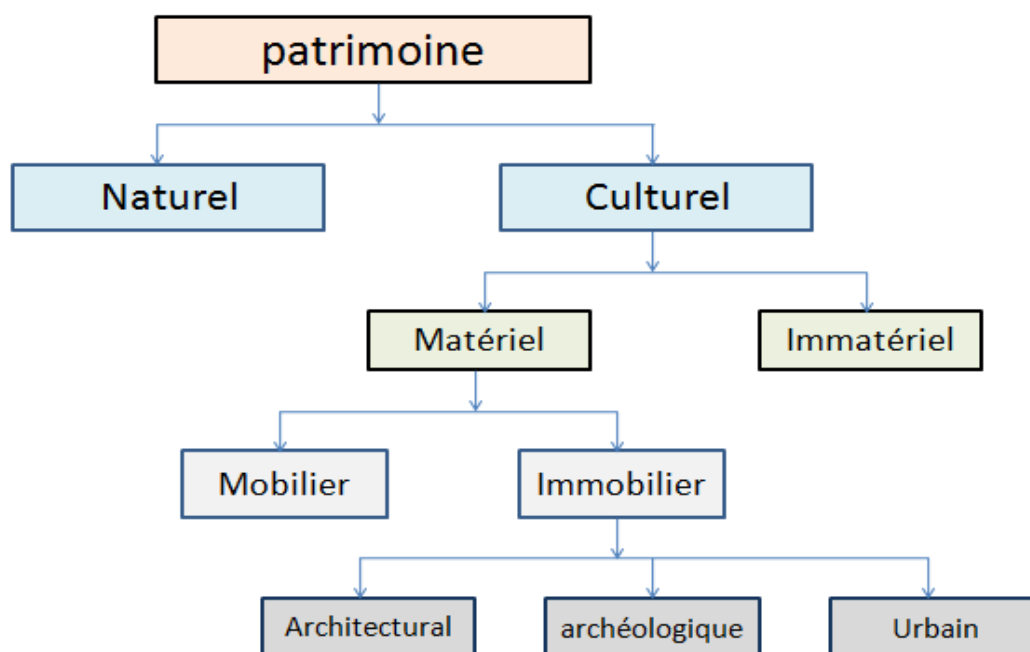 patrimoine
Naturel
Culturel
Matériel
Immatériel
Mobilier
Immobilier
Architectural
archéologique
Urbain